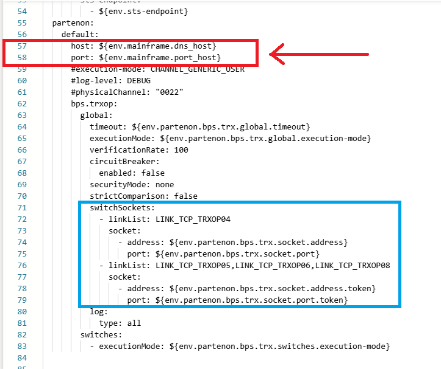 53 sts-endpoint:
54 - ${env.sts-endpoint}
55 partenon:
56 default:
57 host: ${env.mainframe.dns_host}
58 port: ${env.mainframe.port_host}
59 #execution-mode: CHANNEL_GENERIC_USER
60 #log-level: DEBUG
61 #physicalChannel: "0022"
62 bps.trxop:
63 global:
64 timeout: ${env.partenon.bps.trx.global.timeout}
65 executionMode: ${env.partenon.bps.trx.global.execution-mode}
66 verificationRate: 100
67 circuitBreaker:
68 enabled: false
69 securityMode: none
70 strictComparison: false
71 switchSockets:
72 - linkList: LINK_TCP_TRXOP04
73 socket:
74 - address: ${env.partenon.bps.trx.socket.address}
75 port: ${env.partenon.bps.trx.socket.port}
76 - linkList: LINK_TCP_TRXOP05,LINK_TCP_TRXOP06,LINK_TCP_TRXOP08
77 socket:
78 - address: ${env.partenon.bps.trx.socket.address.token}
79 port: ${env.partenon.bps.trx.socket.port.token}
80 log:
81 type: all
82 switches:
83 - executionMode: ${env.partenon.bps.trx.switches.execution-mode}
84